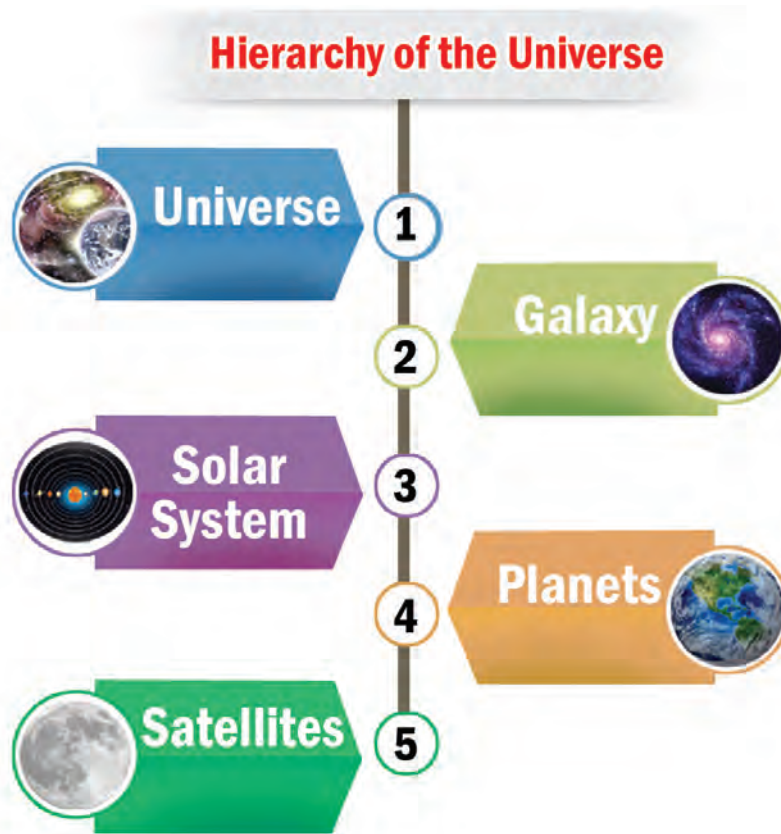 Hierarchy of the Universe
Universe
1
Galaxy
2
Solar
System
3
Planets
4
Satellites
5